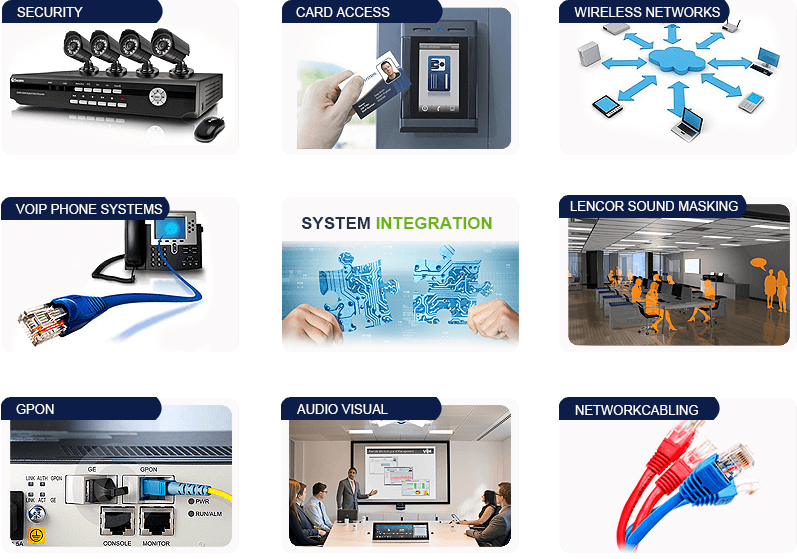 SECURITY
CARD ACCESS
WIRELESS NETWORKS
VOIP PHONE SYSTEMS
SYSTEM INTEGRATION
LENCOR SOUND MASKING
GPON
GE
GPON
LINK AUTH GPON
LINK ACT GE
PWR
RUN/ALM
CONSOLE
MONITOR
AUDIO VISUAL
NETWORKCABLING